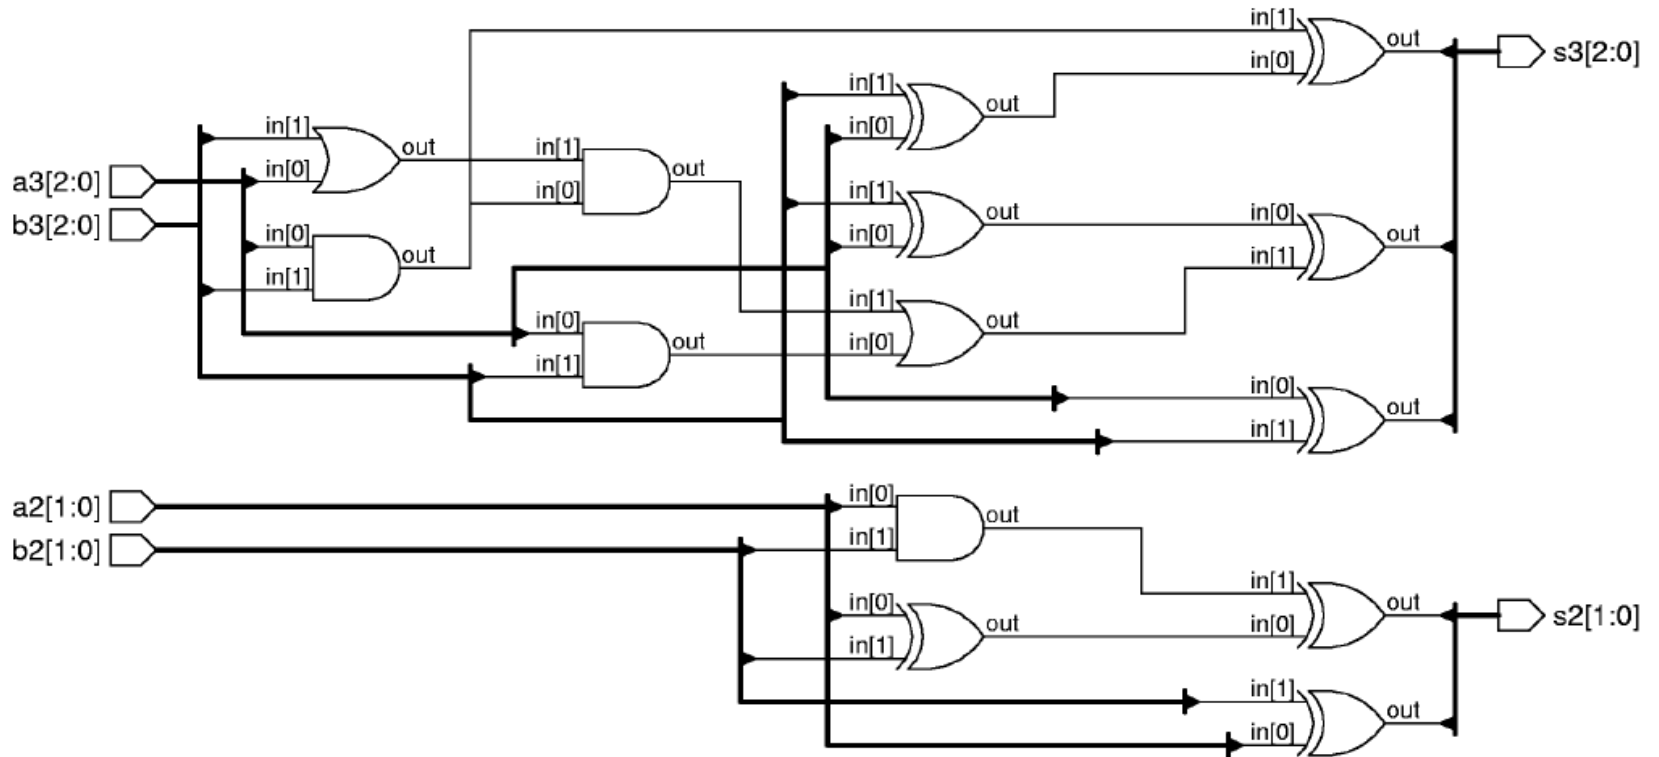 in[1] out s3[2:0]
in[0]
in[1] out
in[0]
in[1] out in[1] out
a3[2:0] in[0] in[0]
b3[2:0]
in[1] out in[0] out
in[0] in[1]
in[0] out
in[1]
in[1] out
in[0] out in[0]
in[1]
in[0] out
in[1]
a2[1:0] in[0] out
b2[1:0] in[1]
in[1] out s2[1:0]
in[0] out in[0]
in[1]
in[1] out
in[0]